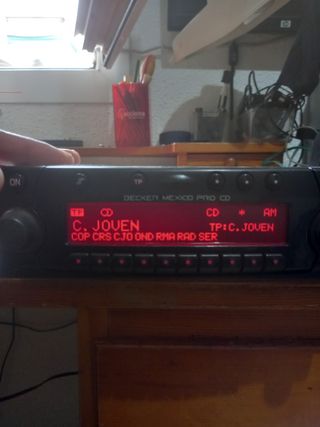 ON
TP
BECKER MEXICO PRO CD
TP CD CD * AM
C. JOVEN TP:C.JOVEN
COP CRS CJO OND RMA RAD SER
hp